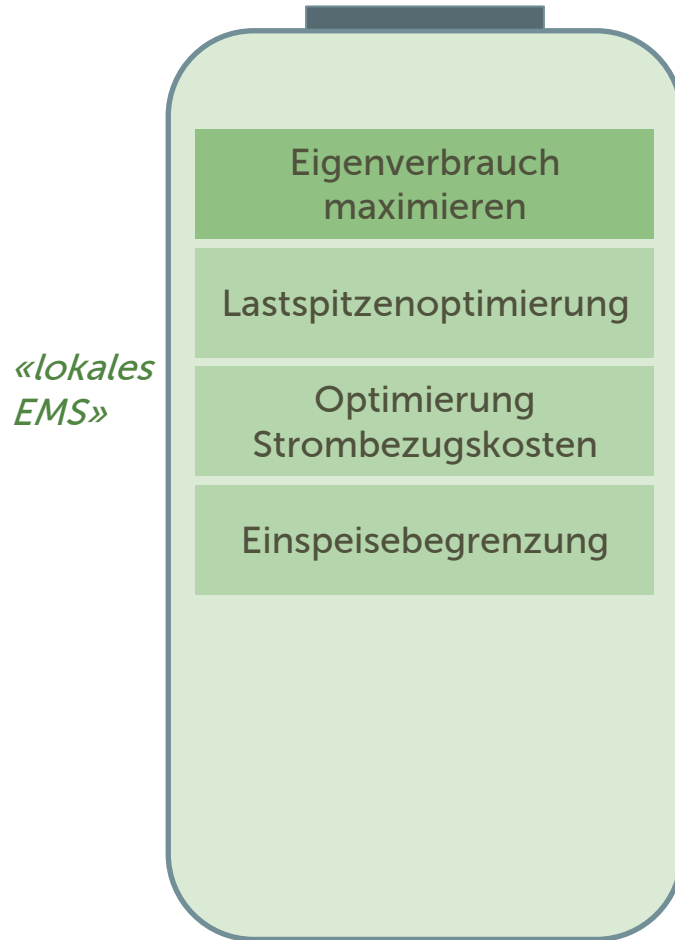 Eigenverbrauch
maximieren
Lastspitzenoptimierung
«lokales
EMS»
Optimierung
Strombezugskosten
Einspeisebegrenzung